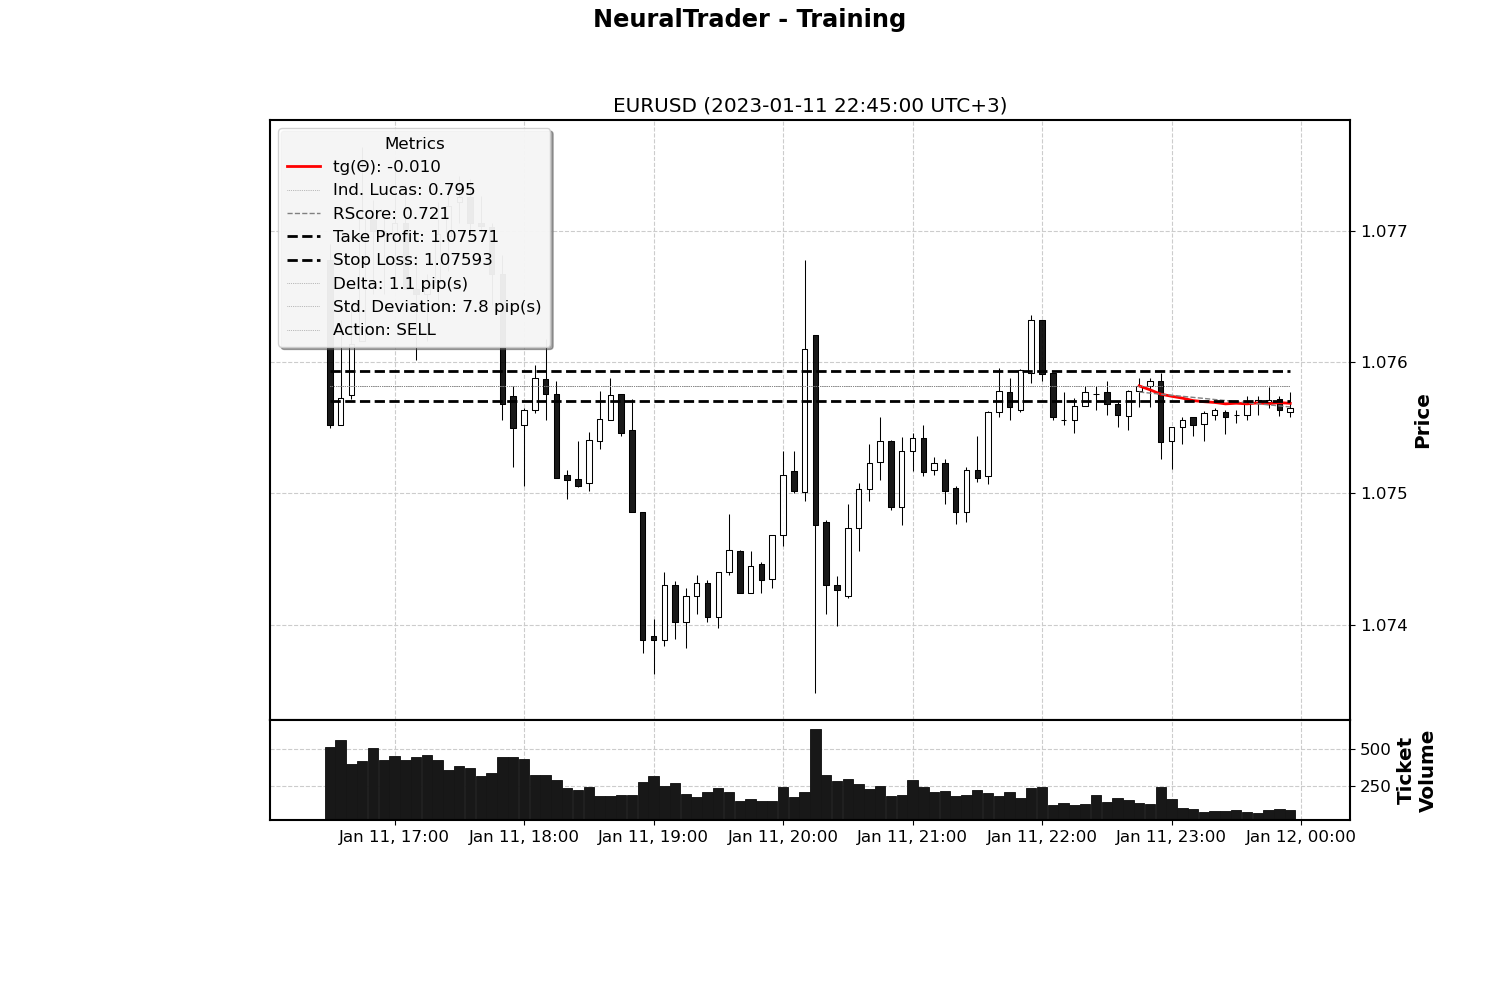 NeuralTrader - Training
EURUSD (2023-01-11 22:45:00 UTC+3)
Metrics
tg(Θ): -0.010
Ind. Lucas: 0.795
RScore: 0.721
Take Profit: 1.07571
Stop Loss: 1.07593
Delta: 1.1 pip(s)
Std. Deviation: 7.8 pip(s)
Action: SELL
1.077
1.076
1.075
1.074
Price
500
250
Ticket
Volume
Jan 11, 17:00 Jan 11, 18:00 Jan 11, 19:00 Jan 11, 20:00 Jan 11, 21:00 Jan 11, 22:00 Jan 11, 23:00 Jan 12, 00:00